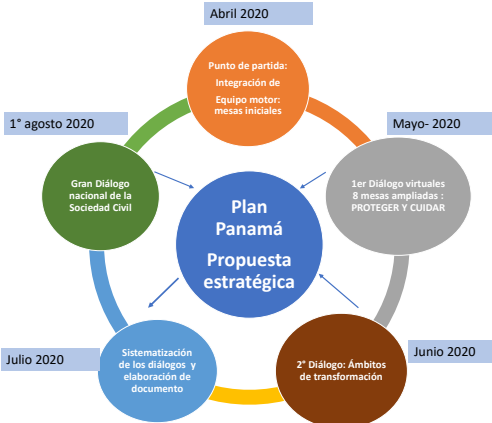 Abril 2020
Punto de partida:
Integración de
Equipo motor:
mesas iniciales
1° agosto 2020
Mayo- 2020
Gran Diálogo
nacional de la
Sociedad Civil
Plan
Panamá
Propuesta
estratégica
1er Diálogo virtuales
8 mesas ampliadas :
PROTEGER Y CUIDAR
Julio 2020
Sistematización
de los diálogos y
elaboración de
documento
2° Diálogo: Ámbitos
de transformación
Junio 2020